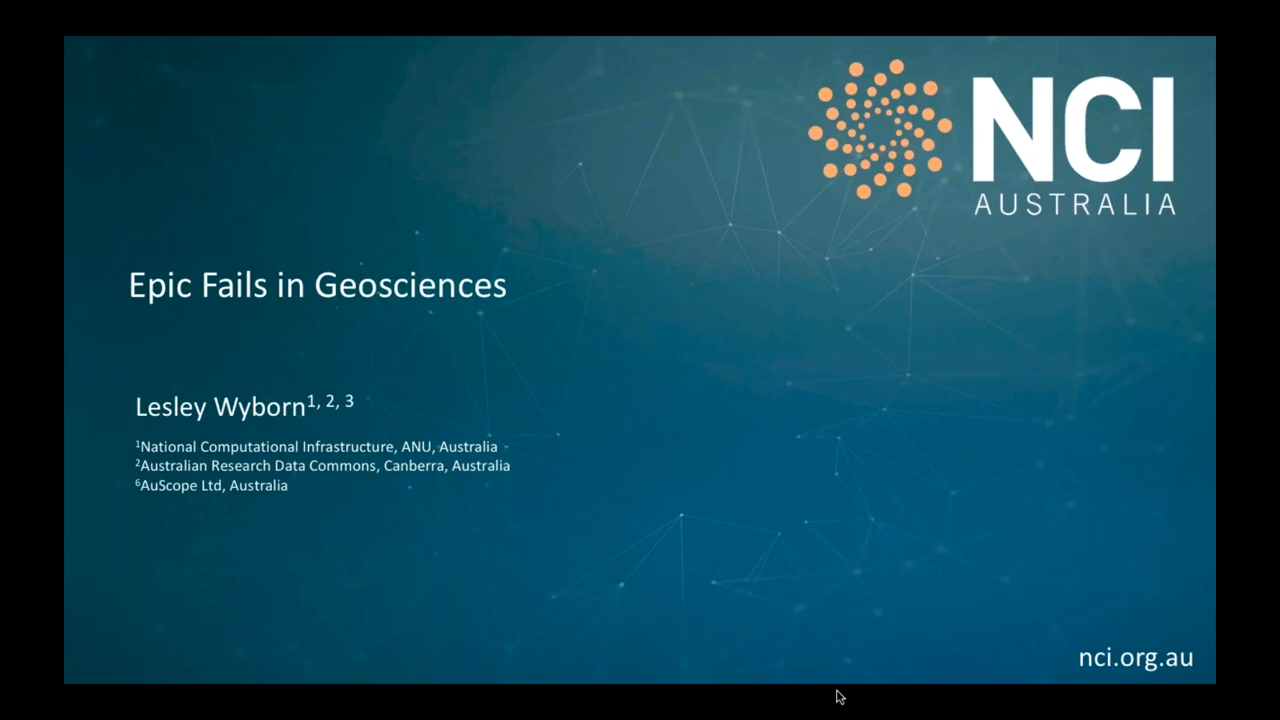 NCI
AUSTRALIA
Epic Fails in Geosciences
Lesley Wyborn1, 2, 3
1National Computational Infrastructure, ANU, Australia
2Australian Research Data Commons, Canberra, Australia
6AuScope Ltd, Australia
nci.org.au